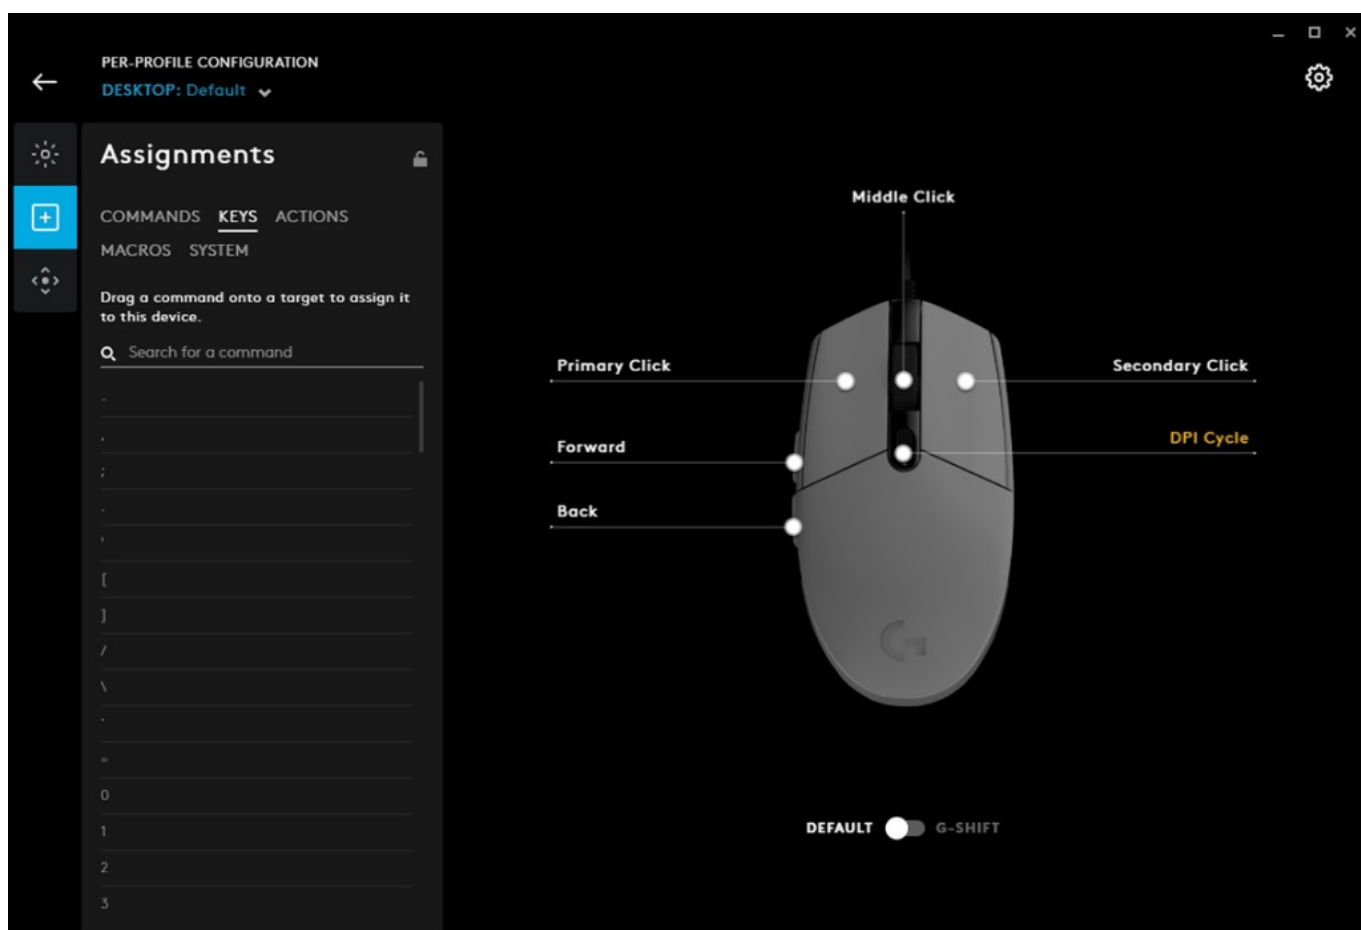 PER-PROFILE CONFIGURATION
DESKTOP: Default
Assignments
COMMANDS KEYS ACTIONS
MACROS SYSTEM
Drag a command onto a target to assign it
to this device.
Search for a command
-
,
;
.
'
[
]
/
\
`
=
0
1
2
3
Middle Click
Primary Click
Secondary Click
Forward
DPI Cycle
Back
G
DEFAULT G-SHIFT